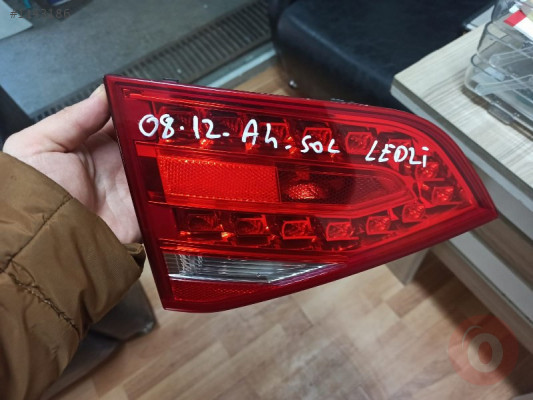 08.12. A4. SOL LEDLİ